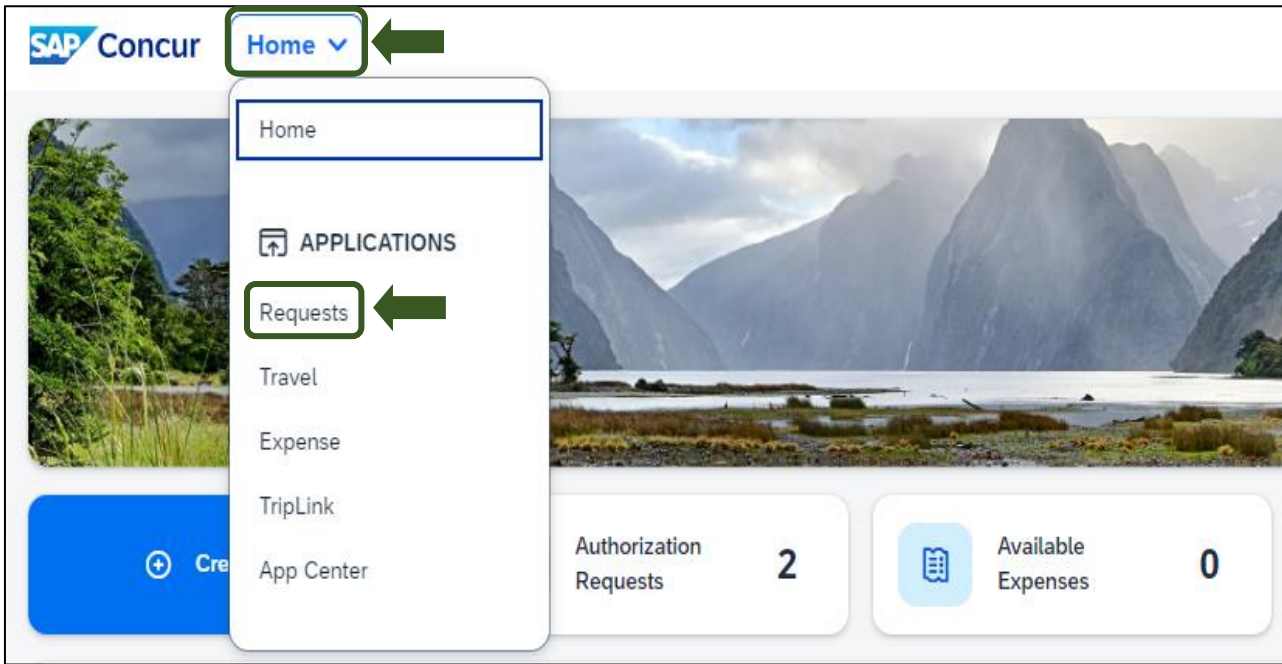 SAP Concur Home
Home
APPLICATIONS
Requests
Travel
Expense
TripLink
App Center
Cre
Authorization
Requests
2
Available
Expenses
0